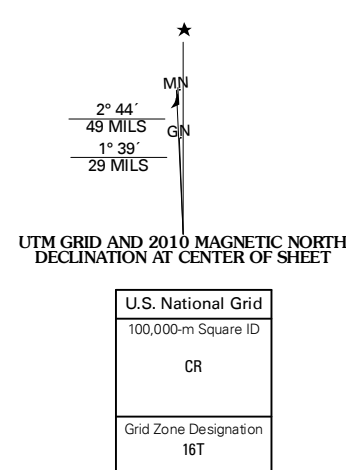 ★
MN
2° 44´
49 MILS
GN
1° 39´
29 MILS
UTM GRID AND 2010 MAGNETIC NORTH
DECLINATION AT CENTER OF SHEET
U.S. National Grid
100,000-m Square ID
CR
Grid Zone Designation
16T